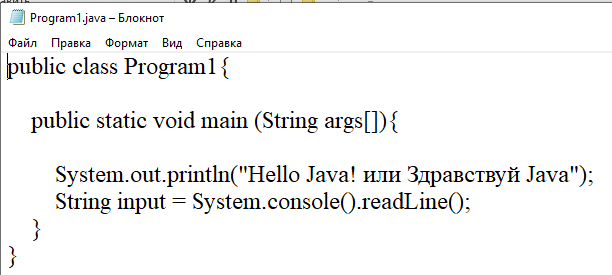 Program1.java – Блокнот
Файл Правка Формат Вид Справка
public class Program1{
public static void main (String args[]){
System.out.println("Hello Java! или Здравствуй Java");
String input = System.console().readLine();
}
}